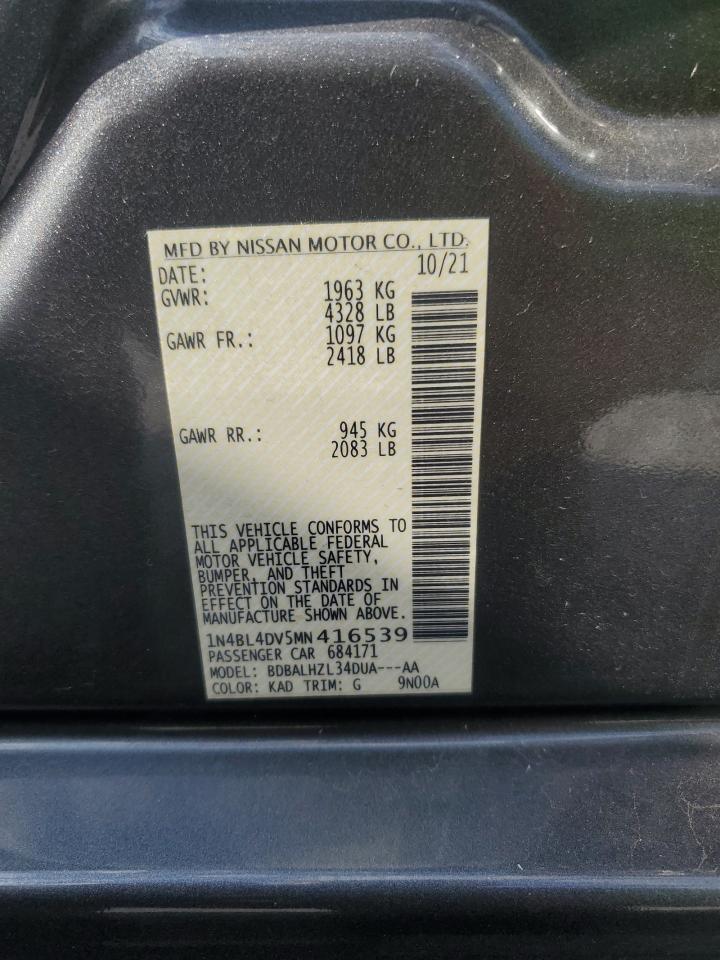 MFD BY NISSAN MOTOR CO., LTD.
DATE: 10/21
GVWR: 1963 KG
4328 LB
GAWR FR.: 1097 KG
2418 LB
GAWR RR.: 945 KG
2083 LB
THIS VEHICLE CONFORMS TO
ALL APPLICABLE FEDERAL
MOTOR VEHICLE SAFETY,
BUMPER, AND THEFT
PREVENTION STANDARDS IN
EFFECT ON THE DATE OF
MANUFACTURE SHOWN ABOVE.
1N4BL4DV5MN416539
PASSENGER CAR 684171
MODEL: BDBALHZL34DUA---AA
COLOR: KAD TRIM: G 9N00A